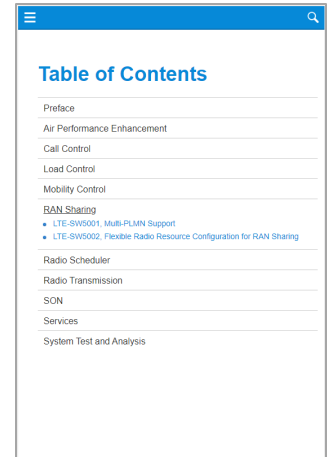 Table of Contents
Preface
Air Performance Enhancement
Call Control
Load Control
Mobility Control
RAN Sharing
LTE-SW5001, Multi-PLMN Support
LTE-SW5002, Flexible Radio Resource Configuration for RAN Sharing
Radio Scheduler
Radio Transmission
SON
Services
System Test and Analysis